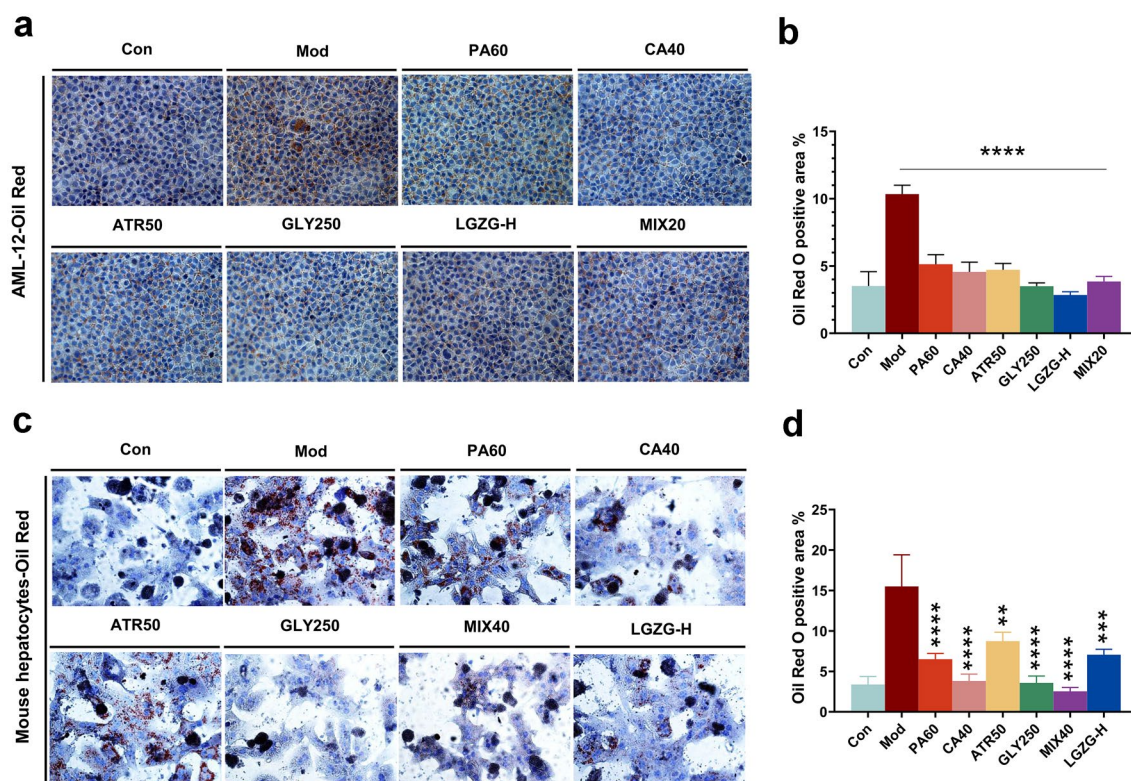 a
Con Mod PA60 CA40
AML-12-Oil Red
ATR50 GLY250 LGZG-H MIX20
b
Oil Red O positive area %
15
10
5
0
****
Con Mod PA60 CA40 ATR50 GLY250 LGZG-H MIX20
c
Con Mod PA60 CA40
Mouse hepatocytes-Oil Red
ATR50 GLY250 MIX40 LGZG-H
d
Oil Red O positive area %
25
20
15
10
5
0
**** **** ** **** **** ***
Con Mod PA60 CA40 ATR50 GLY250 MIX40 LGZG-H